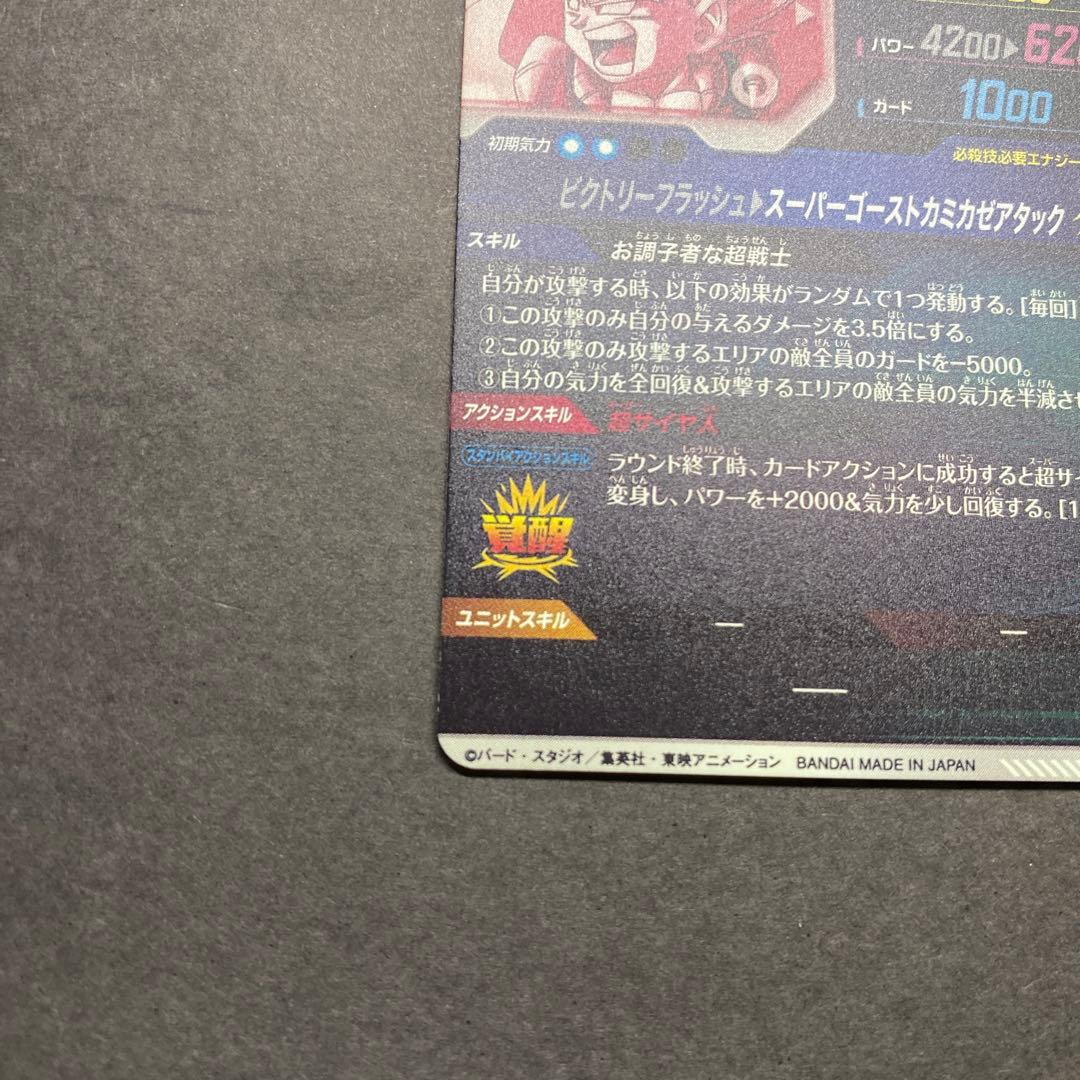 パワー 4200▶62
カード 1000
初期気力
必殺技必要エナジー
ビクトリーフラッシュ▶スーパーゴーストカミカゼアタック
スキル お調子者な超戦士
自分が攻撃する時、以下の効果がランダムで1つ発動する。[毎回]
①この攻撃のみ自分の与えるダメージを3.5倍にする。
②この攻撃のみ攻撃するエリアの敵全員のガードを−5000。
③自分の気力を全回復&攻撃するエリアの敵全員の気力を半減させ
アクションスキル 超サイヤ人
スタンバイアクションスキル
ラウンド終了時、カードアクションに成功すると超サイ
変身し、パワーを+2000&気力を少し回復する。[1
覚醒
ユニットスキル ー ー
ー
©バード・スタジオ／集英社・東映アニメーション BANDAI MADE IN JAPAN